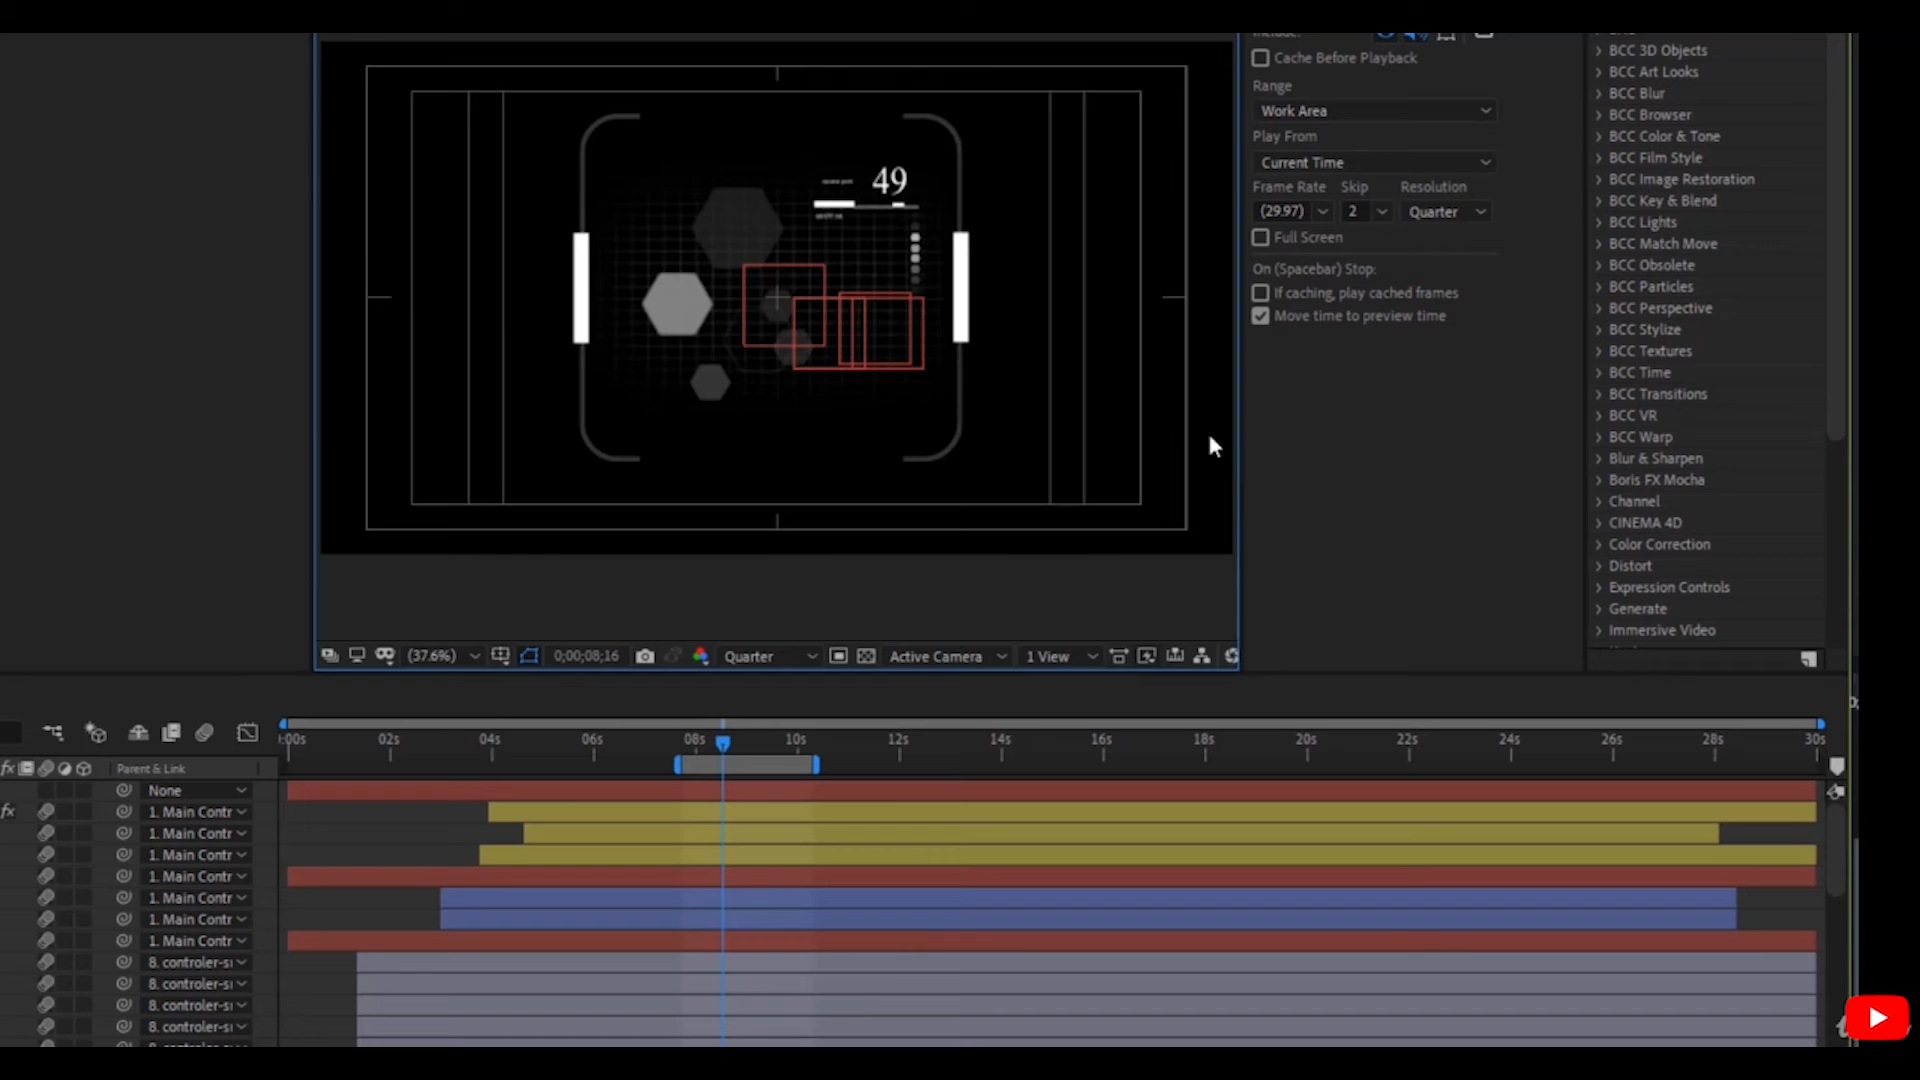 49
Cache Before Playback
Range
Work Area
Play From
Current Time
Frame Rate Skip Resolution
(29.97) 2 Quarter
Full Screen
On (Spacebar) Stop:
If caching, play cached frames
Move time to preview time
BCC 3D Objects
BCC Art Looks
BCC Blur
BCC Browser
BCC Color & Tone
BCC Film Style
BCC Image Restoration
BCC Key & Blend
BCC Lights
BCC Match Move
BCC Obsolete
BCC Particles
BCC Perspective
BCC Stylize
BCC Textures
BCC Time
BCC Transitions
BCC VR
BCC Warp
Blur & Sharpen
Boris FX Mocha
Channel
CINEMA 4D
Color Correction
Distort
Expression Controls
Generate
Immersive Video
(37.6%) 0;00;08;16 Quarter Active Camera 1 View
:00s 02s 04s 06s 08s 10s 12s 14s 16s 18s 20s 22s 24s 26s 28s 30s
fx Parent & Link
None
fx 1. Main Contr
1. Main Contr
1. Main Contr
1. Main Contr
1. Main Contr
1. Main Contr
1. Main Contr
8. controler-s
8. controler-s
8. controler-s
8. controler-s